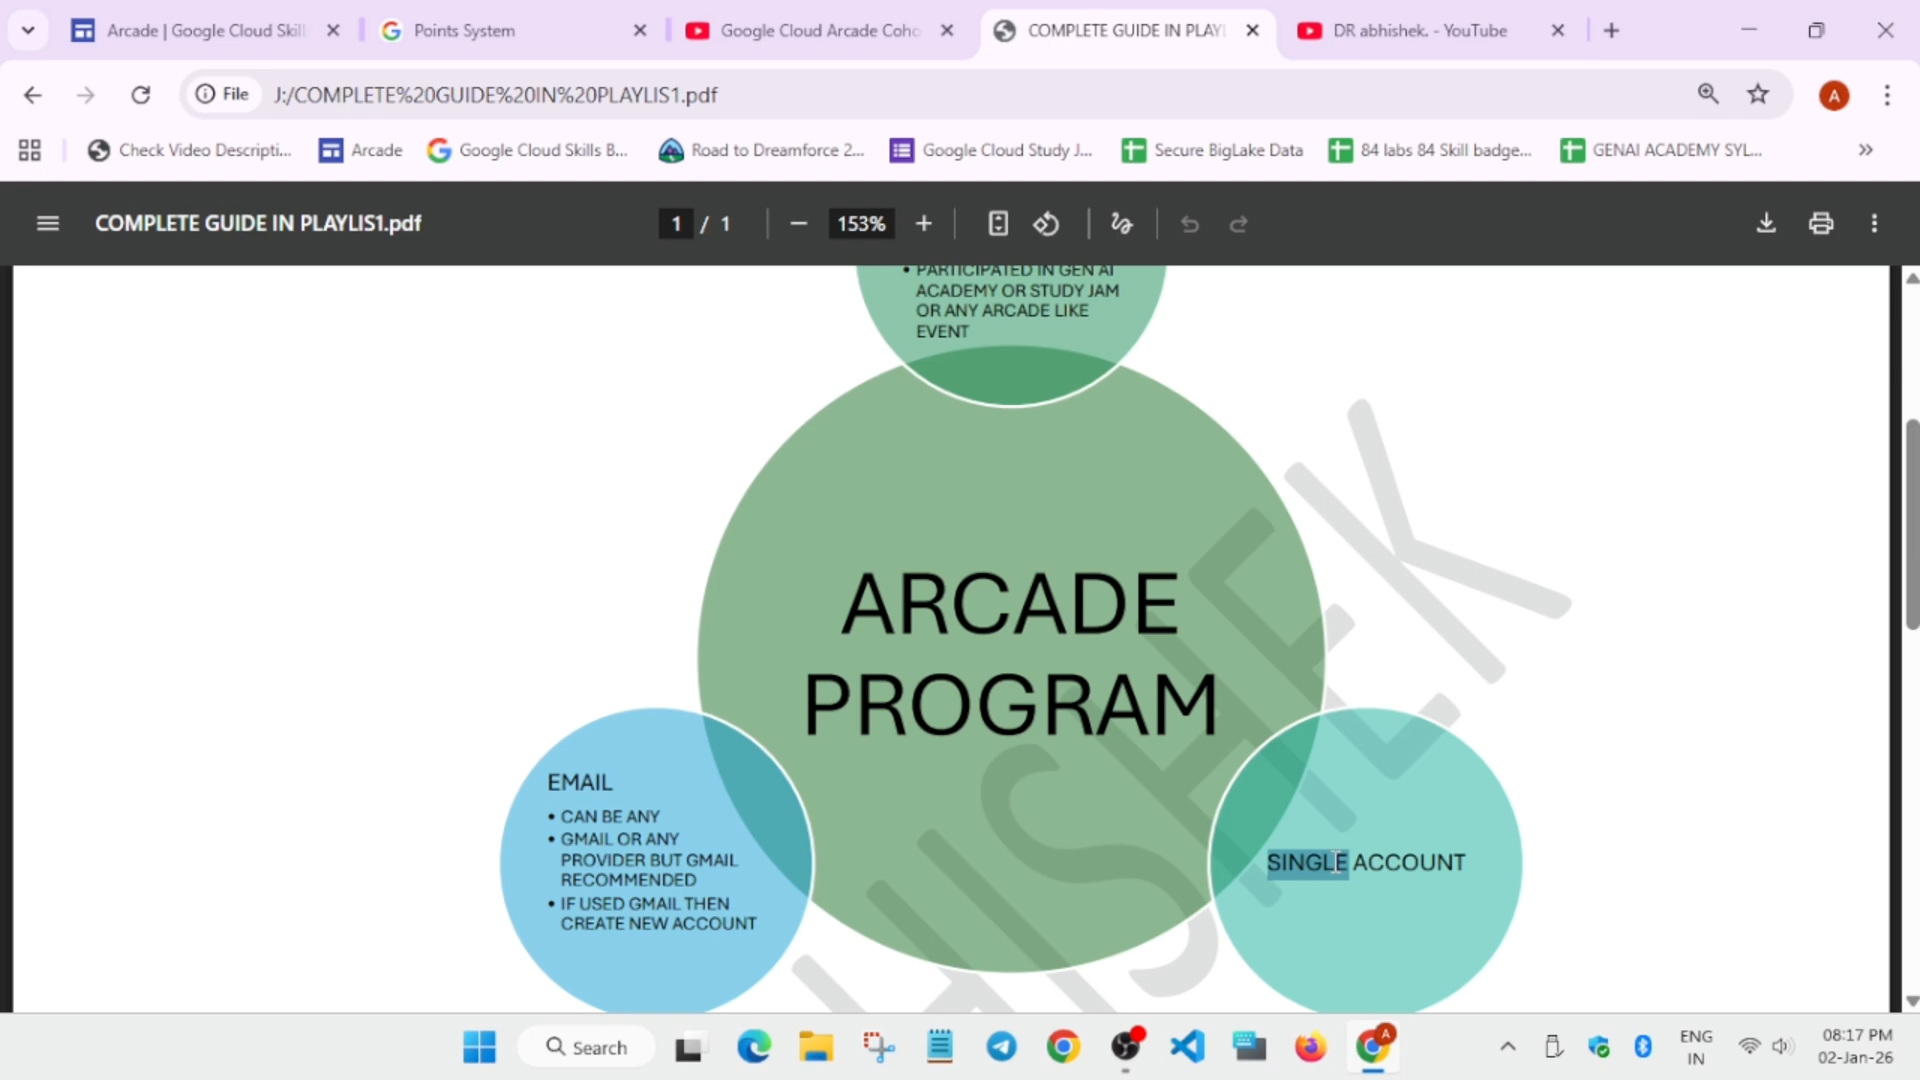 Arcade | Google Cloud Skil
Points System
Google Cloud Arcade Coho
COMPLETE GUIDE IN PLAYL
DR abhishek. - YouTube
File
J:/COMPLETE%20GUIDE%20IN%20PLAYLIS1.pdf
A
Check Video Descripti...
Arcade
Google Cloud Skills B...
Road to Dreamforce 2...
Google Cloud Study J...
Secure BigLake Data
84 labs 84 Skill badge...
GENAI ACADEMY SYL...
COMPLETE GUIDE IN PLAYLIS1.pdf
1 / 1
153%
• PARTICIPATED IN GEN AI
ACADEMY OR STUDY JAM
OR ANY ARCADE LIKE
EVENT
ARCADE
PROGRAM
EMAIL
• CAN BE ANY
• GMAIL OR ANY
PROVIDER BUT GMAIL
RECOMMENDED
• IF USED GMAIL THEN
CREATE NEW ACCOUNT
SINGLE ACCOUNT
HISHEK
Search
A
ENG
IN
08:17 PM
02-Jan-26